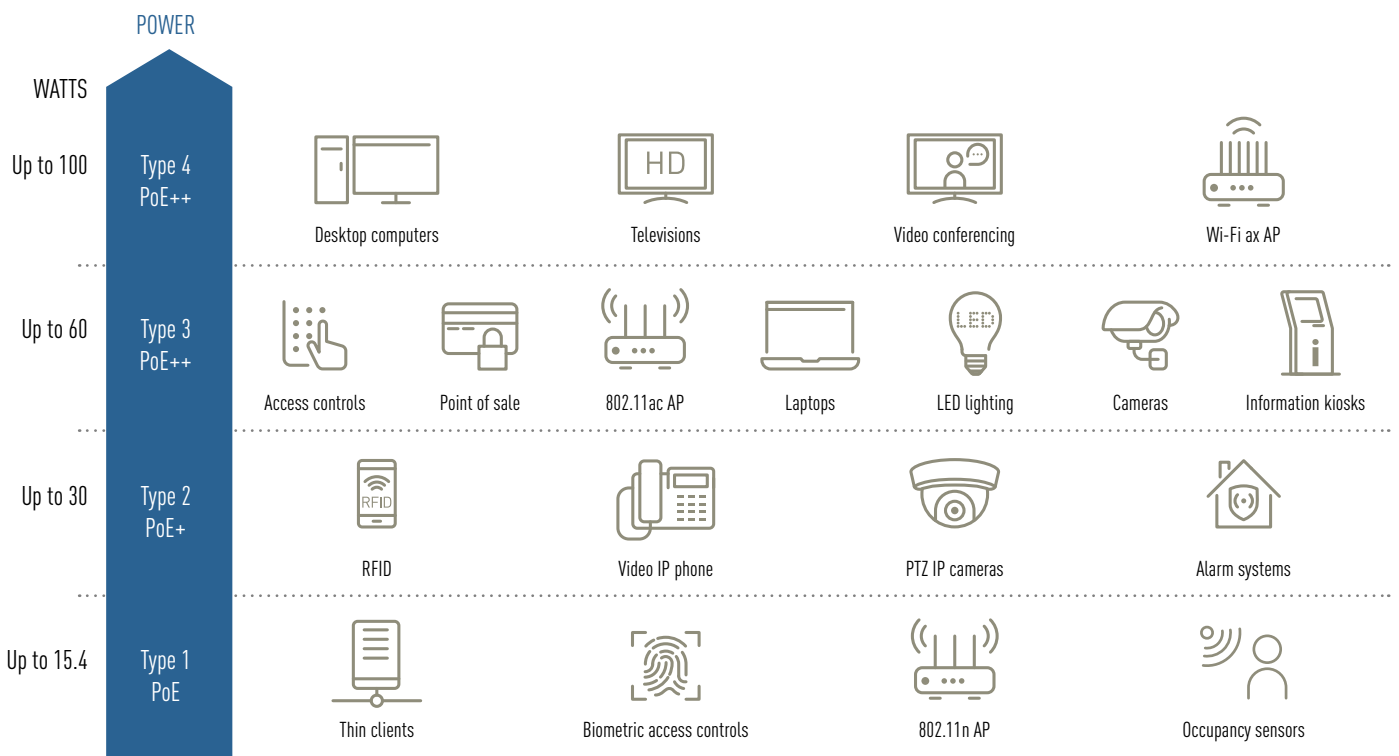 POWER
WATTS
Up to 100
Type 4
PoE++
HD
Desktop computers
Televisions
Video conferencing
Wi-Fi ax AP
Up to 60
Type 3
PoE++
LED
i
Access controls
Point of sale
802.11ac AP
Laptops
LED lighting
Cameras
Information kiosks
Up to 30
Type 2
PoE+
RFID
RFID
Video IP phone
PTZ IP cameras
Alarm systems
Up to 15.4
Type 1
PoE
Thin clients
Biometric access controls
802.11n AP
Occupancy sensors